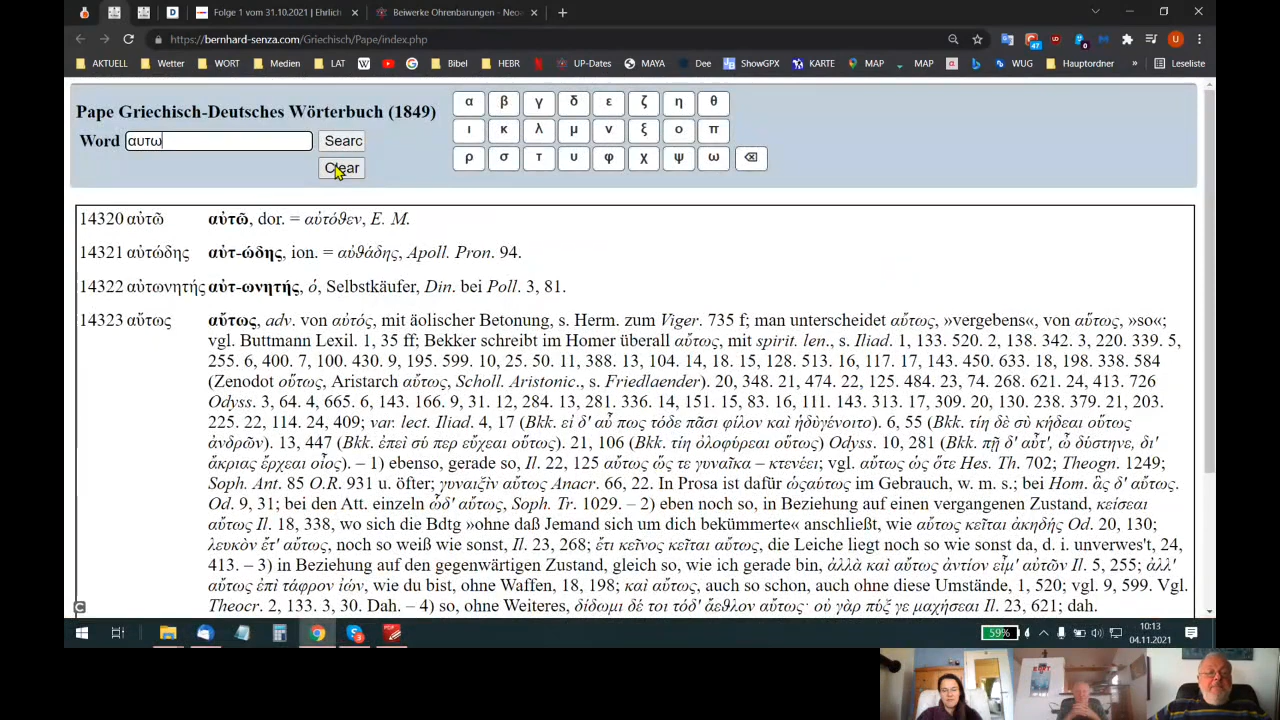 Folge 1 vom 31.10.2021 | Ehrlich
Beiwerke Ohrenbarungen - Neo
https://bernhard-senza.com/Griechisch/Pape/index.php
AKTUELL Wetter WORT Medien LAT Bibel HEBR UP-Dates MAYA Dee ShowGPX KARTE MAP MAP WUG Hauptordner » Leseliste
Pape Griechisch-Deutsches Wörterbuch (1849)
Word αυτω Searc
Clear
α β γ δ ε ζ η θ
ι κ λ μ ν ξ ο π
ρ σ τ υ φ χ ψ ω
14320 αὐτῶ αὐτῶ, dor. = αὐτόθεν, E. M.
14321 αὐτώδης αὐτ-ώδης, ion. = αὐθάδης, Apoll. Pron. 94.
14322 αὐτωνητής αὐτ-ωνητής, ὁ, Selbstkäufer, Din. bei Poll. 3, 81.
14323 αὔτως αὔτως, adv. von αὐτός, mit äolischer Betonung, s. Herm. zum Viger. 735 f; man unterscheidet αὔτως, »vergebens«, von αὕτως, »so«;
vgl. Buttmann Lexil. 1, 35 ff; Bekker schreibt im Homer überall αὔτως, mit spirit. len., s. Iliad. 1, 133. 520. 2, 138. 342. 3, 220. 339. 5,
255. 6, 400. 7, 100. 430. 9, 195. 599. 10, 25. 50. 11, 388. 13, 104. 14, 18. 15, 128. 513. 16, 117. 17, 143. 450. 633. 18, 198. 338. 584
(Zenodot οὕτως, Aristarch αὔτως, Scholl. Aristonic., s. Friedlaender). 20, 348. 21, 474. 22, 125. 484. 23, 74. 268. 621. 24, 413. 726
Odyss. 3, 64. 4, 665. 6, 143. 166. 9, 31. 12, 284. 13, 281. 336. 14, 151. 15, 83. 16, 111. 143. 313. 17, 309. 20, 130. 238. 379. 21, 203.
225. 22, 114. 24, 409; var. lect. Iliad. 4, 17 (Bkk. εἰ δ' αὖ πως τόδε πᾶσι φίλον καὶ ἡδὺ γένοιτο). 6, 55 (Bkk. τίη δὲ σὺ κήδεαι οὕτως
ἀνδρῶν). 13, 447 (Bkk. ἐπεὶ σύ περ εὔχεαι οὕτως). 21, 106 (Bkk. τίη ὀλοφύρεαι οὕτως) Odyss. 10, 281 (Bkk. πῇ δ' αὖτ', ὦ δύστηνε, δι'
ἄκριας ἔρχεαι οἶος). – 1) ebenso, gerade so, Il. 22, 125 αὔτως ὥς τε γυναῖκα – κτενέει; vgl. αὔτως ὡς ὅτε Hes. Th. 702; Theogn. 1249;
Soph. Ant. 85 O.R. 931 u. öfter; γυναιξὶν αὔτως Anacr. 66, 22. In Prosa ist dafür ὡςαύτως im Gebrauch, w. m. s.; bei Hom. ἃς δ' αὔτως.
Od. 9, 31; bei den Att. einzeln ὧδ' αὔτως, Soph. Tr. 1029. – 2) eben noch so, in Beziehung auf einen vergangenen Zustand, κείσεαι
αὔτως Il. 18, 338, wo sich die Bdtg »ohne daß Jemand sich um dich bekümmerte« anschließt, wie αὔτως κεῖται ἀκηδής Od. 20, 130;
λευκὸν ἔτ' αὔτως, noch so weiß wie sonst, Il. 23, 268; ἔτι κεῖνος κεῖται αὔτως, die Leiche liegt noch so wie sonst da, d. i. unverwes't, 24,
413. – 3) in Beziehung auf den gegenwärtigen Zustand, gleich so, wie ich gerade bin, ἀλλὰ καὶ αὔτως ἀντίον εἶμ' αὐτῶν Il. 5, 255; ἀλλ'
αὔτως ἐπὶ τάφρον ἰών, wie du bist, ohne Waffen, 18, 198; καὶ αὔτως, auch so schon, auch ohne diese Umstände, 1, 520; vgl. 9, 599. Vgl.
Theocr. 2, 133. 3, 30. Dah. – 4) so, ohne Weiteres, δίδωμι δέ τοι τόδ' ἄεθλον αὔτως· οὐ γὰρ πύξ γε μαχήσεαι Il. 23, 621; dah.
59% 10:13
04.11.2021